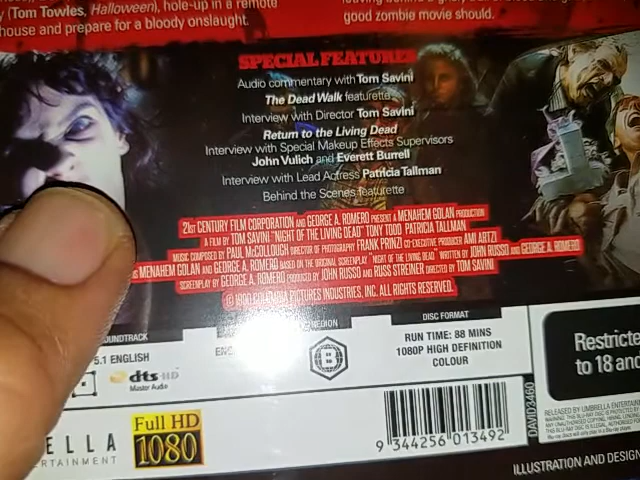 (Tom Towles, Halloween), hole-up in a remote
house and prepare for a bloody onslaught.
good zombie movie should.
SPECIAL FEATURES
Audio commentary with Tom Savini
The Dead Walk featurette
Interview with Director Tom Savini
Return to the Living Dead
Interview with Special Makeup Effects Supervisors
John Vulich and Everett Burrell
Interview with Lead Actress Patricia Tallman
Behind the Scenes featurette
21ST CENTURY FILM CORPORATION AND GEORGE A. ROMERO PRESENT A MENAHEM GOLAN PRODUCTION
A FILM BY TOM SAVINI "NIGHT OF THE LIVING DEAD" TONY TODD PATRICIA TALLMAN
MUSIC COMPOSED BY PAUL McCOLLOUGH DIRECTOR OF PHOTOGRAPHY FRANK PRINZI CO-EXECUTIVE PRODUCER AMI ARTZI
MENAHEM GOLAN AND GEORGE A. ROMERO BASED ON THE ORIGINAL SCREENPLAY "NIGHT OF THE LIVING DEAD" WRITTEN BY JOHN RUSSO AND GEORGE A. ROMERO
SCREENPLAY BY GEORGE A. ROMERO PRODUCED BY JOHN RUSSO AND RUSS STREINER DIRECTED BY TOM SAVINI
© 1990 COLUMBIA PICTURES INDUSTRIES, INC. ALL RIGHTS RESERVED.
DISC FORMAT
5.1 ENGLISH
RUN TIME: 88 MINS
1080P HIGH DEFINITION
COLOUR
dts-HD
Master Audio
B
Restricte
to 18 and
ELLA
ERTAINMENT
Full HD
1080
9 344256 013492
DAVID3460
RELEASED BY UMBRELLA ENTERTAINM
ILLUSTRATION AND DESIGN